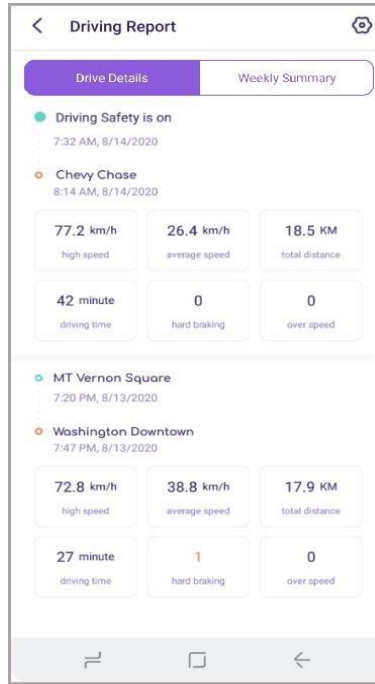 Driving Report
Drive Details Weekly Summary
Driving Safety is on
7:32 AM, 8/14/2020
Chevy Chase
8:14 AM, 8/14/2020
77.2 km/h 26.4 km/h 18.5 KM
high speed average speed total distance
42 minute 0 0
driving time hard braking over speed
MT Vernon Square
7:20 PM, 8/13/2020
Washington Downtown
7:47 PM, 8/13/2020
72.8 km/h 38.8 km/h 17.9 KM
high speed average speed total distance
27 minute 1 0
driving time hard braking over speed